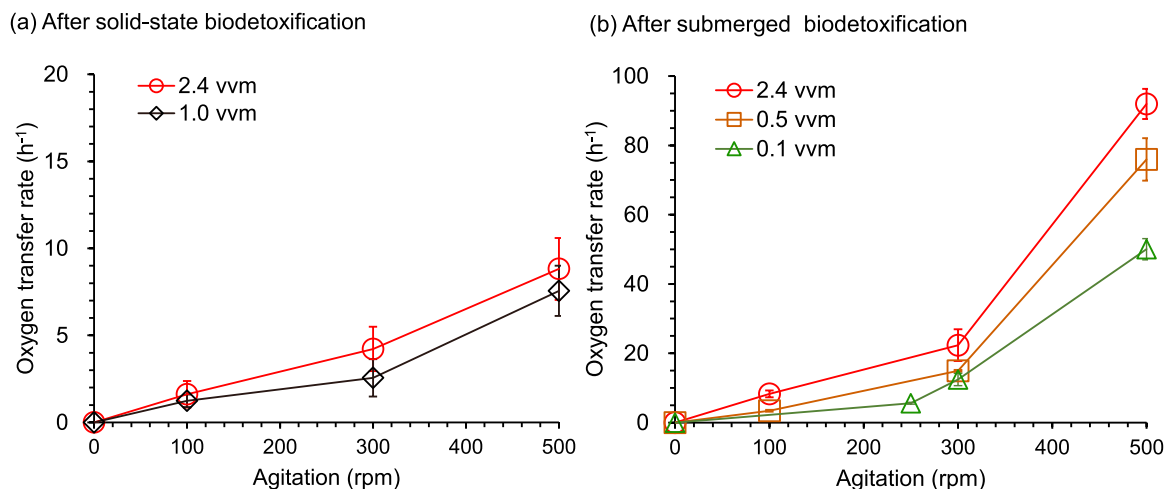 (a) After solid-state biodetoxification
20
15
10
5
0
0
100
200
300
400
500
2.4 vvm
1.0 vvm
Oxygen transfer rate (h⁻¹)
Agitation (rpm)
(b) After submerged biodetoxification
100
80
60
40
20
0
0
100
200
300
400
500
2.4 vvm
0.5 vvm
0.1 vvm
Oxygen transfer rate (h⁻¹)
Agitation (rpm)